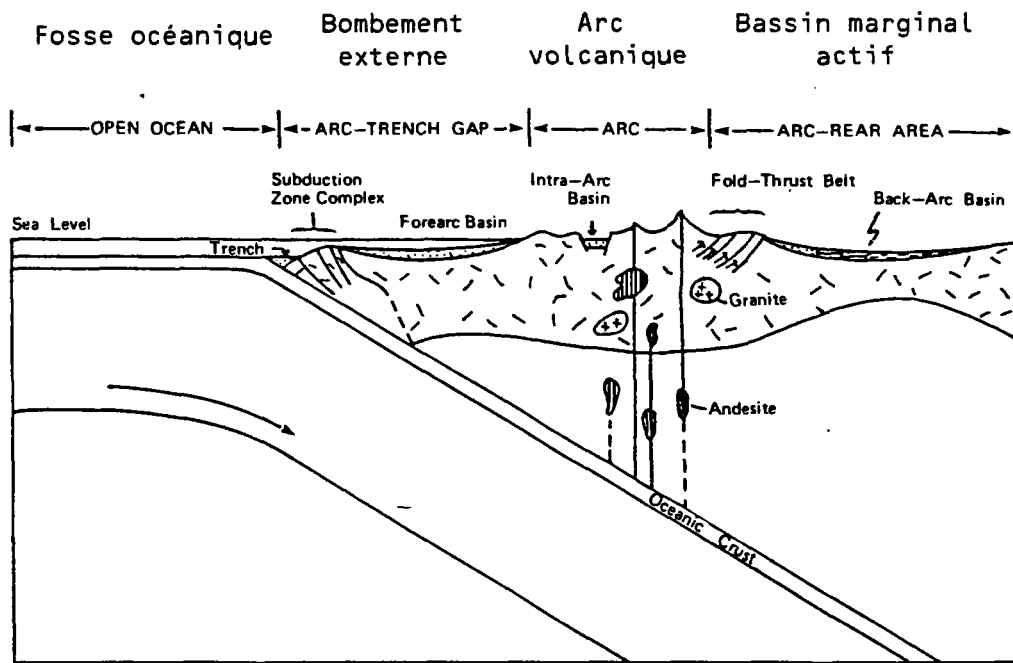 Fosse océanique
Bombement
externe
Arc
volcanique
Bassin marginal
actif
OPEN OCEAN
ARC-TRENCH GAP
ARC
ARC-REAR AREA
Subduction
Zone Complex
Intra-Arc
Basin
Fold-Thrust Belt
Back-Arc Basin
Sea Level
Forearc Basin
Trench
Granite
Andesite
Oceanic Crust